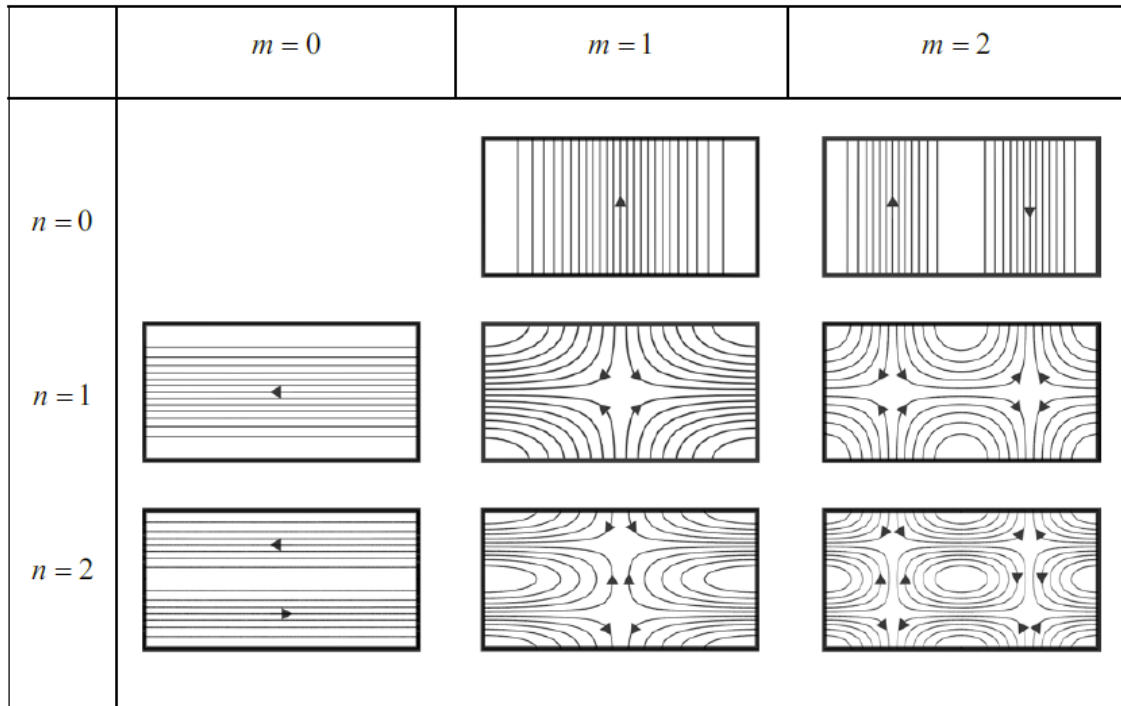 m = 0
m = 1
m = 2
n = 0
n = 1
n = 2